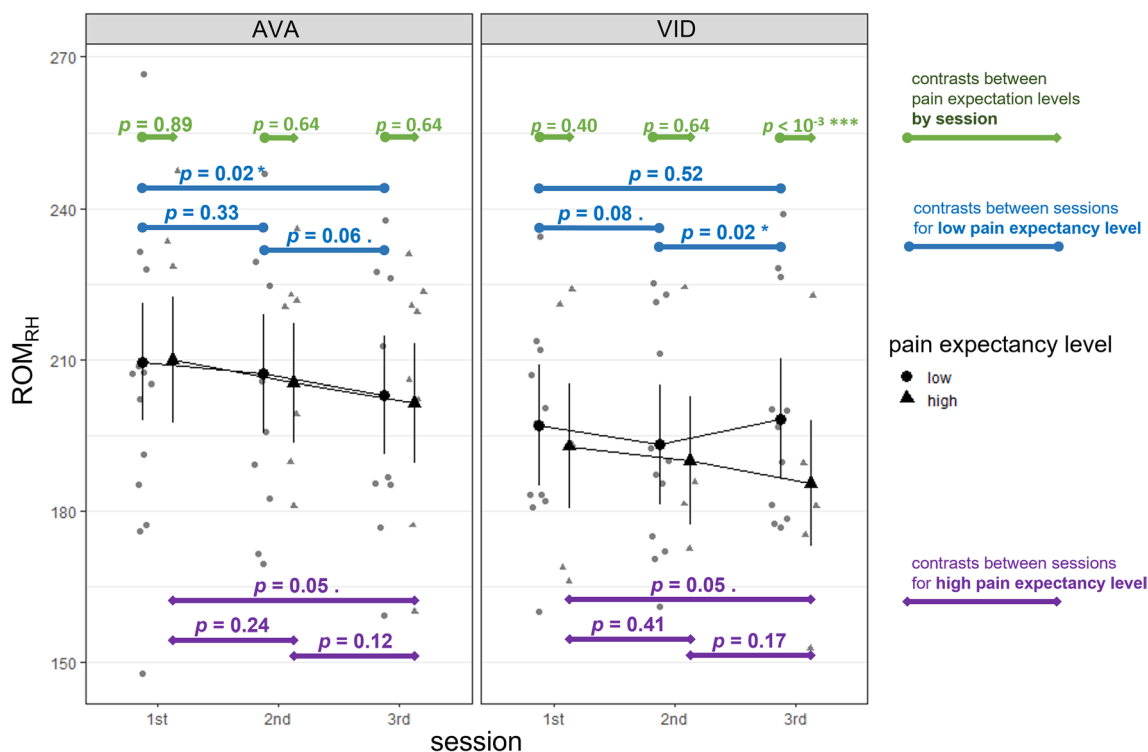 AVA
VID
270
240
210
180
150
ROM_RH
p = 0.89
p = 0.64
p = 0.64
p = 0.02 *
p = 0.33
p = 0.06 .
p = 0.05 .
p = 0.24
p = 0.12
p = 0.40
p = 0.64
p < 10⁻³ ***
p = 0.52
p = 0.08 .
p = 0.02 *
p = 0.05 .
p = 0.41
p = 0.17
1st
2nd
3rd
1st
2nd
3rd
session
contrasts between
pain expectation levels
by session
contrasts between sessions
for low pain expectancy level
pain expectancy level
low
high
contrasts between sessions
for high pain expectancy level